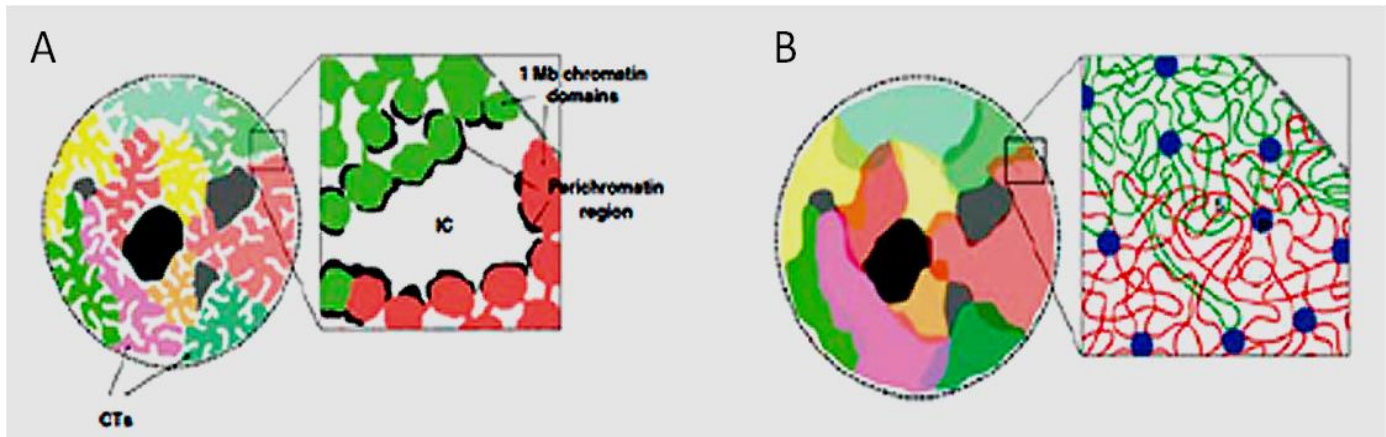 A
B
1 Mb chromatin
domains
Perichromatin
region
IC
CTs